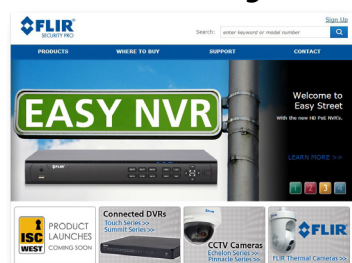 Sign Up
FLIR
SECURITY PRO
Search: enter keyword or model number
PRODUCTS WHERE TO BUY SUPPORT CONTACT
EASY NVR
Welcome to
Easy Street
With the new HD PoE NVRs.
LEARN MORE >>
FLIR
1 2 3 4
ISC
WEST
PRODUCT
LAUNCHES
COMING SOON
Connected DVRs
Touch Series >>
Summit Series >>
CCTV Cameras
Echelon Series >>
Pinnacle Series >>
FLIR
FLIR Thermal Cameras >>